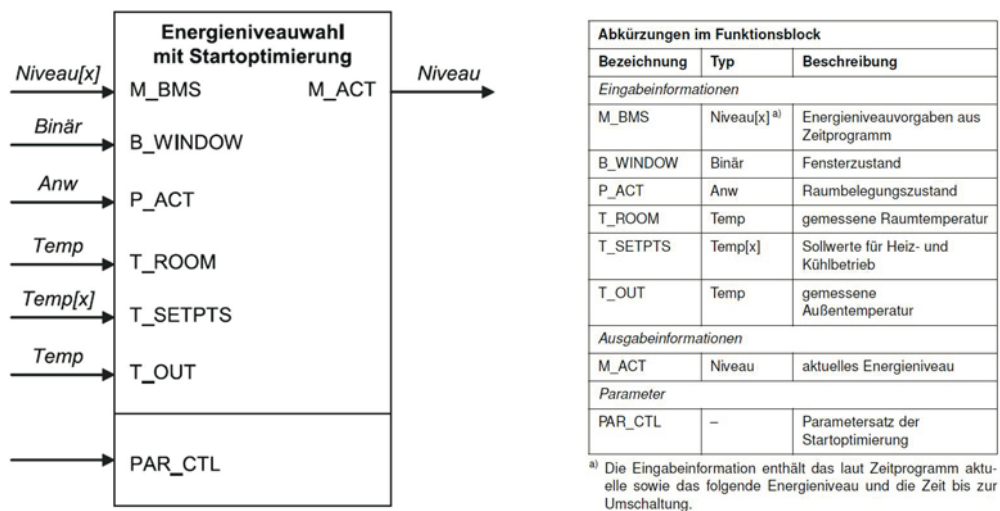 Energieniveauwahl
mit Startoptimierung
Niveau[x]
M_BMS
M_ACT
Niveau
Binär
B_WINDOW
Anw
P_ACT
Temp
T_ROOM
Temp[x]
T_SETPTS
Temp
T_OUT
PAR_CTL
Abkürzungen im Funktionsblock
Bezeichnung Typ Beschreibung
Eingabeinformationen
M_BMS Niveau[x] a) Energieniveauvorgaben aus
Zeitprogramm
B_WINDOW Binär Fensterzustand
P_ACT Anw Raumbelegungszustand
T_ROOM Temp gemessene Raumtemperatur
T_SETPTS Temp[x] Sollwerte für Heiz- und
Kühlbetrieb
T_OUT Temp gemessene
Außentemperatur
Ausgabeinformationen
M_ACT Niveau aktuelles Energieniveau
Parameter
PAR_CTL – Parametersatz der
Startoptimierung
a) Die Eingabeinformation enthält das laut Zeitprogramm aktu-
elle sowie das folgende Energieniveau und die Zeit bis zur
Umschaltung.